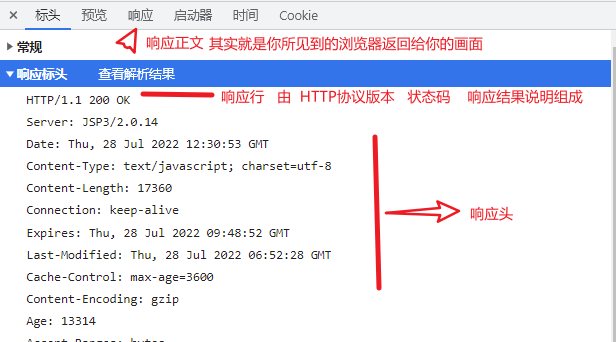 × 标头 预览 响应 启动器 时间 Cookie
响应正文 其实就是你所见到的浏览器返回给你的画面
常规
响应标头 查看解析结果
HTTP/1.1 200 OK 响应行 由 HTTP协议版本 状态码 响应结果说明组成
Server: JSP3/2.0.14
Date: Thu, 28 Jul 2022 12:30:53 GMT
Content-Type: text/javascript; charset=utf-8
Content-Length: 17360
Connection: keep-alive
响应头
Expires: Thu, 28 Jul 2022 09:48:52 GMT
Last-Modified: Thu, 28 Jul 2022 06:52:28 GMT
Cache-Control: max-age=3600
Content-Encoding: gzip
Age: 13314
Accept-Ranges: bytes